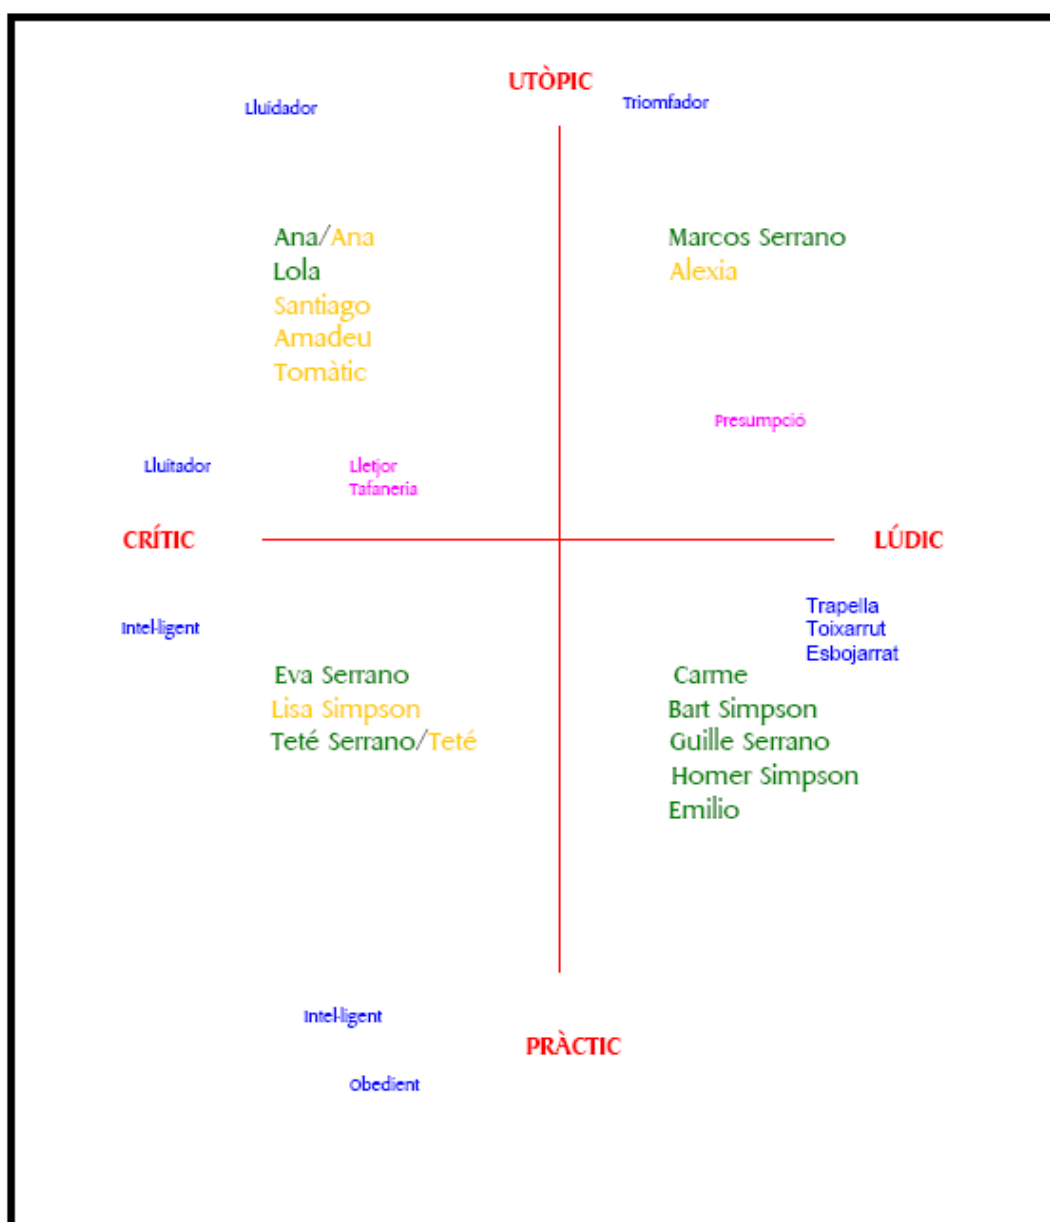 UTÒPIC
Lluïdador
Triomfador
Ana/Ana
Lola
Santiago
Amadeu
Tomàtic
Marcos Serrano
Alexia
Presumpció
Lluitador
Lletjor
Tafaneria
CRÍTIC
LÚDIC
Intel·ligent
Trapella
Toixarrut
Esbojarrat
Eva Serrano
Lisa Simpson
Teté Serrano/Teté
Carme
Bart Simpson
Guille Serrano
Homer Simpson
Emilio
Intel·ligent
PRÀCTIC
Obedient